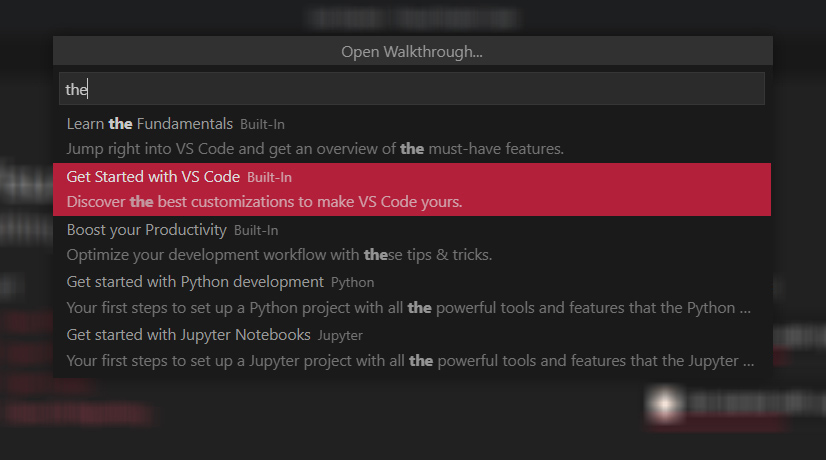 Open Walkthrough...
the
Learn the Fundamentals Built-In
Jump right into VS Code and get an overview of the must-have features.
Get Started with VS Code Built-In
Discover the best customizations to make VS Code yours.
Boost your Productivity Built-In
Optimize your development workflow with these tips & tricks.
Get started with Python development Python
Your first steps to set up a Python project with all the powerful tools and features that the Python ...
Get started with Jupyter Notebooks Jupyter
Your first steps to set up a Jupyter project with all the powerful tools and features that the Jupyter ...